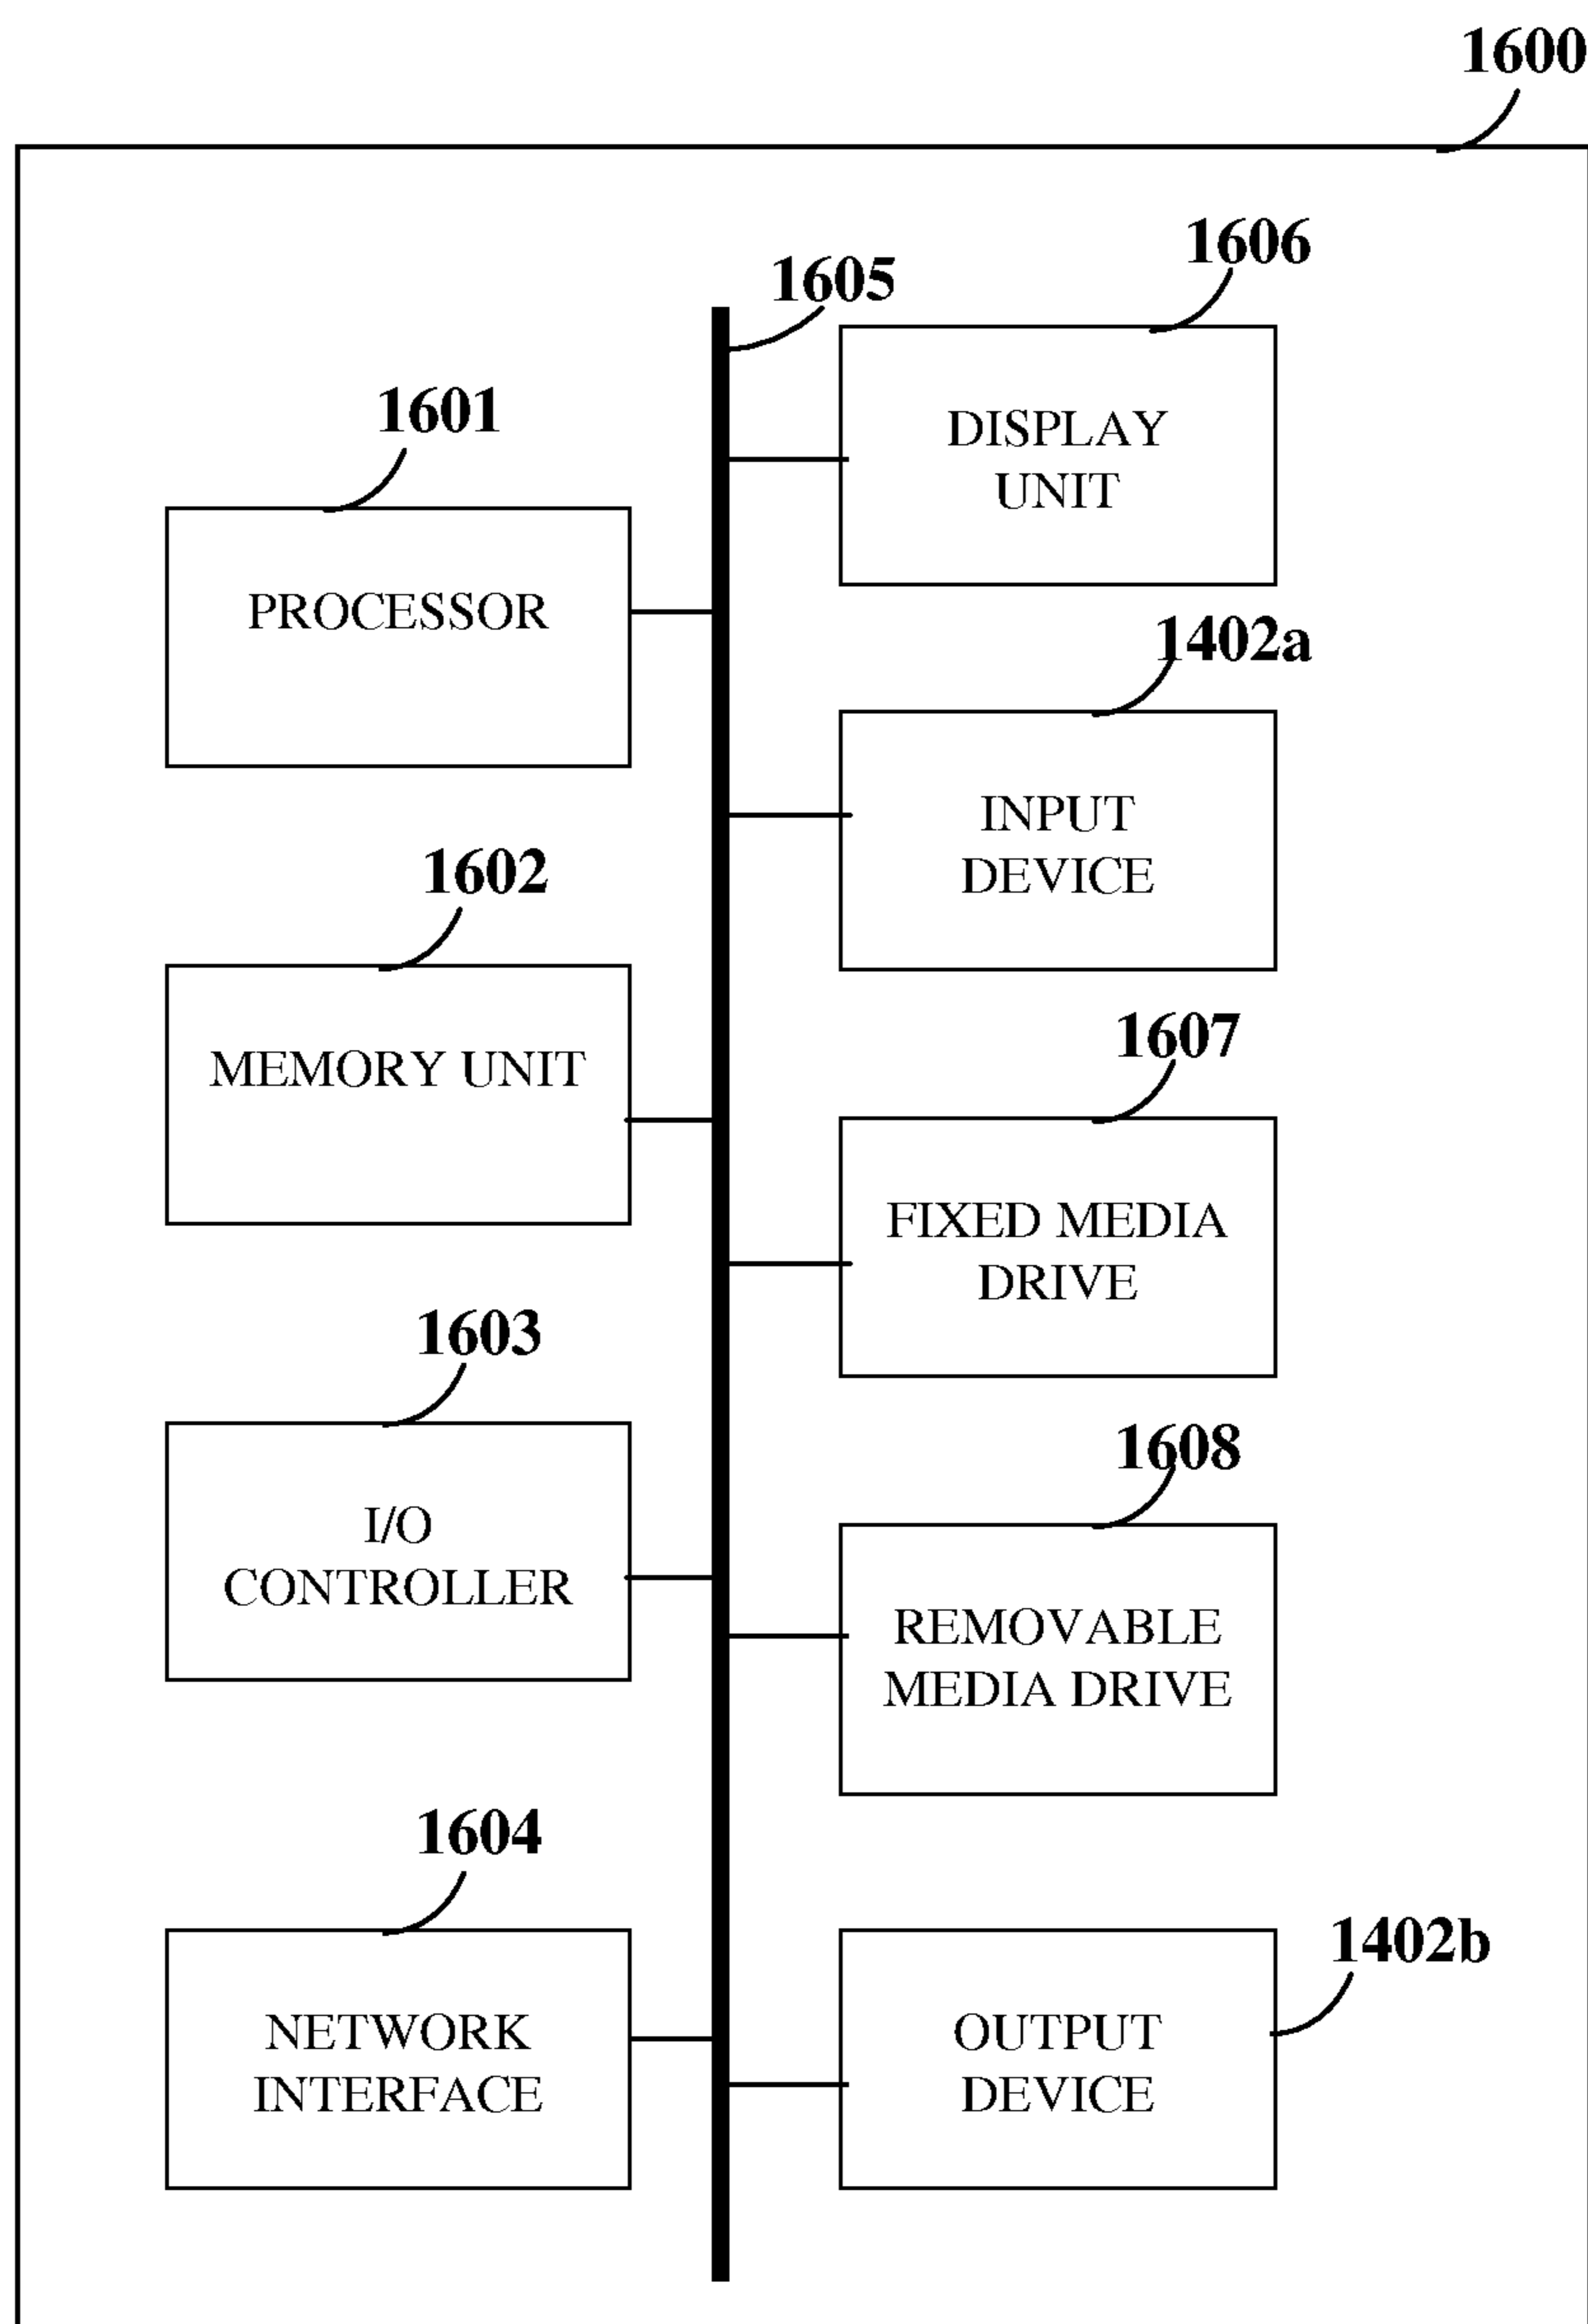 1600
1606
1605
DISPLAY
UNIT
1601
PROCESSOR
1402a
INPUT
DEVICE
1602
MEMORY UNIT
1607
FIXED MEDIA
DRIVE
1603
I/O
CONTROLLER
1608
REMOVABLE
MEDIA DRIVE
1604
NETWORK
INTERFACE
1402b
OUTPUT
DEVICE